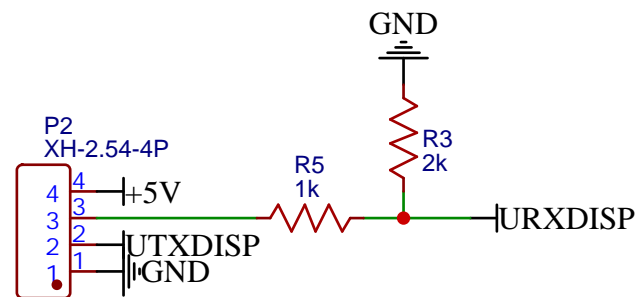 GND
P2
XH-2.54-4P
R3
2k
R5
1k
4 4 +5V
3 3
URXDISP
2 2 UTXDISP
1 1 GND